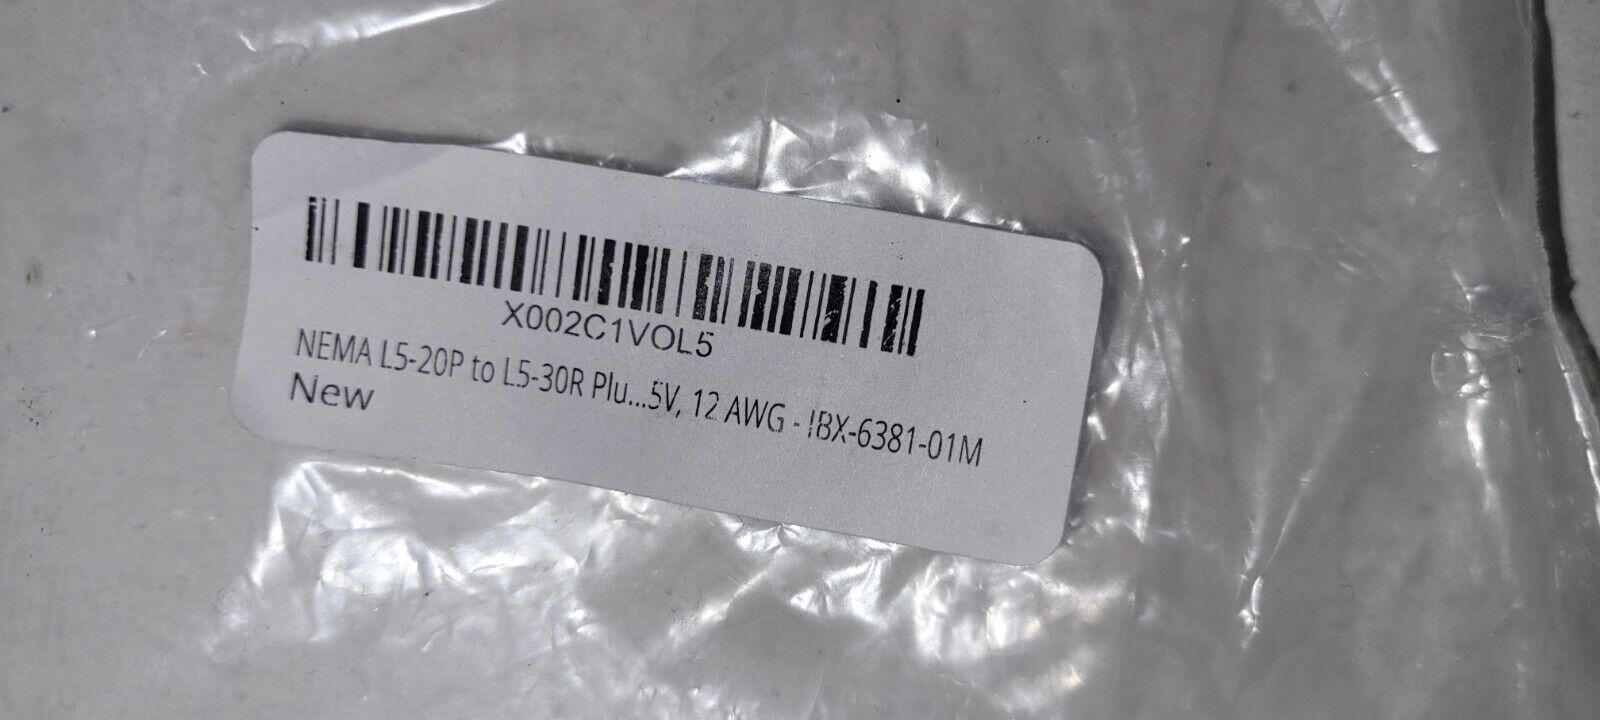 X002C1VOL5
NEMA L5-20P to L5-30R Plu...5V, 12 AWG - IBX-6381-01M
New